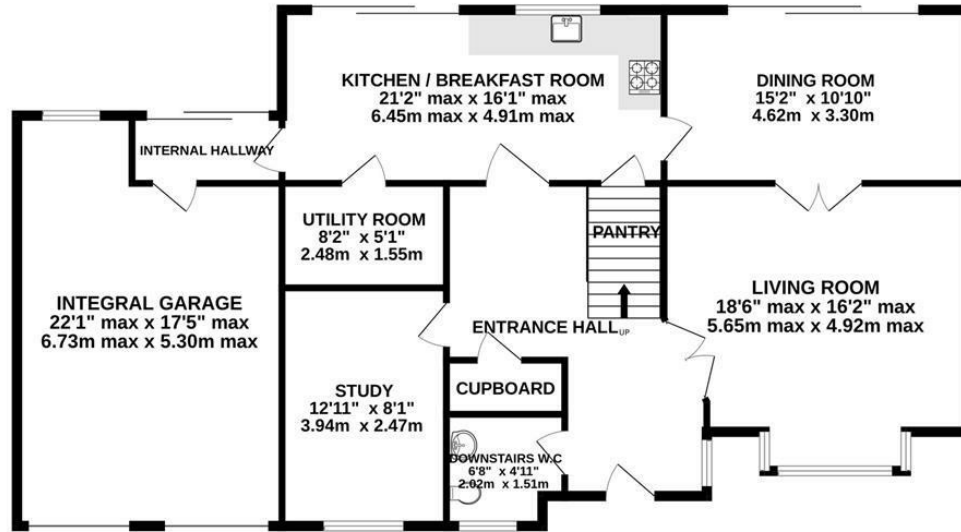 KITCHEN / BREAKFAST ROOM
21'2" max x 16'1" max
6.45m max x 4.91m max
DINING ROOM
15'2" x 10'10"
4.62m x 3.30m
INTERNAL HALLWAY
UTILITY ROOM
8'2" x 5'1"
2.48m x 1.55m
PANTRY
INTEGRAL GARAGE
22'1" max x 17'5" max
6.73m max x 5.30m max
LIVING ROOM
18'6" max x 16'2" max
5.65m max x 4.92m max
ENTRANCE HALL
UP
STUDY
12'11" x 8'1"
3.94m x 2.47m
CUPBOARD
DOWNSTAIRS W.C
6'8" x 4'11"
2.02m x 1.51m